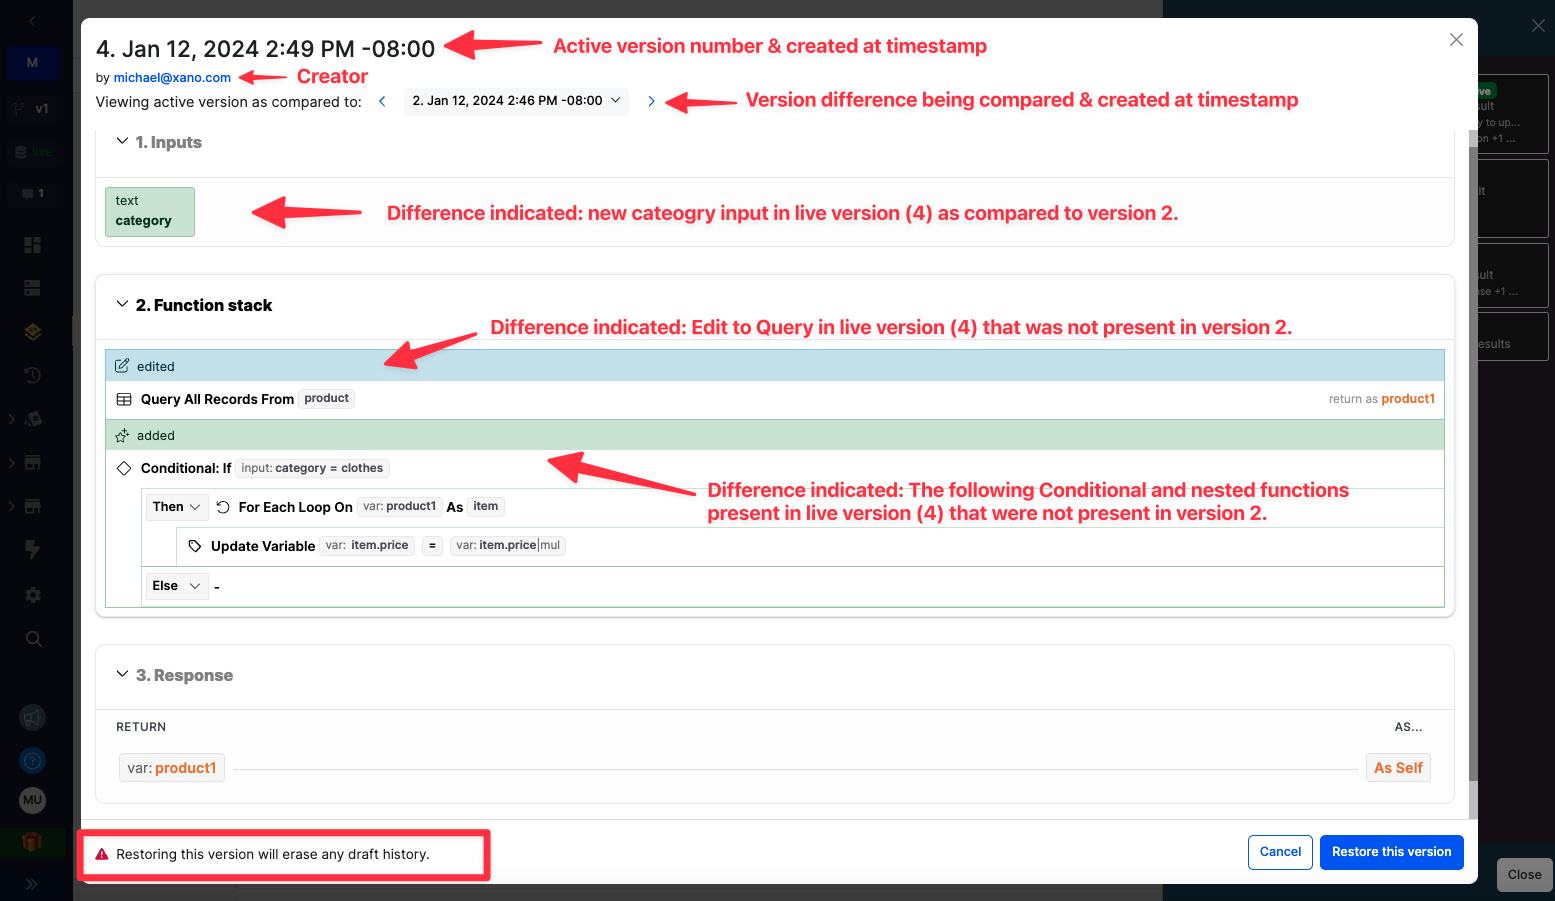 4. Jan 12, 2024 2:49 PM -08:00
Active version number & created at timestamp
by michael@xano.com
Creator
Viewing active version as compared to:
2. Jan 12, 2024 2:46 PM -08:00
Version difference being compared & created at timestamp
1. Inputs
text
category
Difference indicated: new cateogry input in live version (4) as compared to version 2.
2. Function stack
Difference indicated: Edit to Query in live version (4) that was not present in version 2.
edited
Query All Records From product
return as product1
added
Conditional: If input: category = clothes
Difference indicated: The following Conditional and nested functions
present in live version (4) that were not present in version 2.
Then For Each Loop On var: product1 As item
Update Variable var: item.price = var: item.price|mul
Else -
3. Response
RETURN
AS...
var: product1
As Self
Restoring this version will erase any draft history.
Cancel
Restore this version
M
v1
live
1
MU
y to up...
on +1 ...
+1 ...
Close